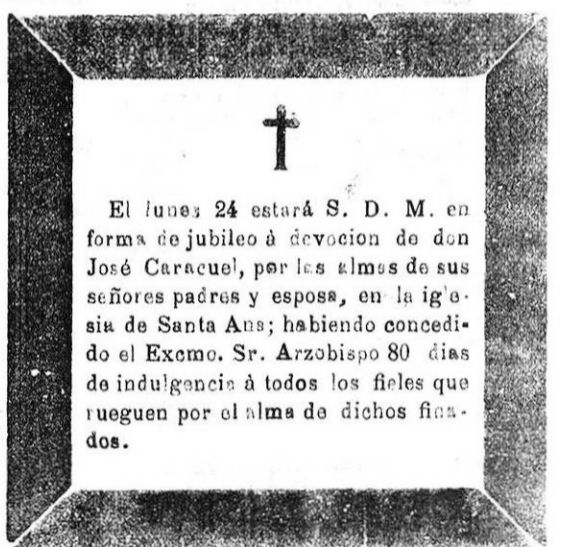 El lunes 24 estará S. D. M. en
forma de jubileo à devocion de don
José Caracuel, por las almas de sus
señores padres y esposa, en la igle-
sia de Santa Ana; habiendo concedi-
do el Excmo. Sr. Arzobispo 80 dias
de indulgencia à todos los fieles que
rueguen por el alma de dichos fina-
dos.